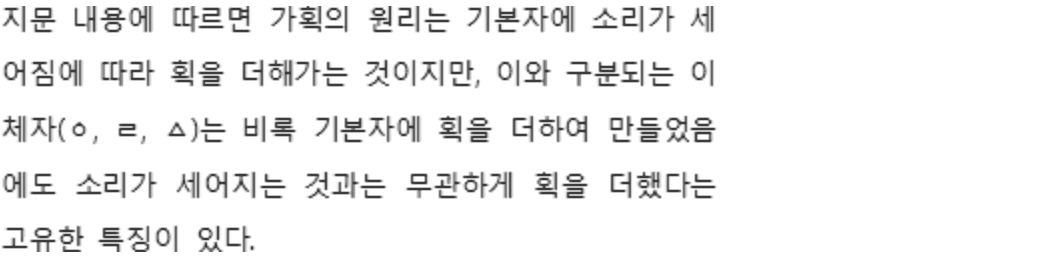 지문 내용에 따르면 가획의 원리는 기본자에 소리가 세
어짐에 따라 획을 더해가는 것이지만, 이와 구분되는 이
체자(ㆁ, ㄹ, ㅿ)는 비록 기본자에 획을 더하여 만들었음
에도 소리가 세어지는 것과는 무관하게 획을 더했다는
고유한 특징이 있다.